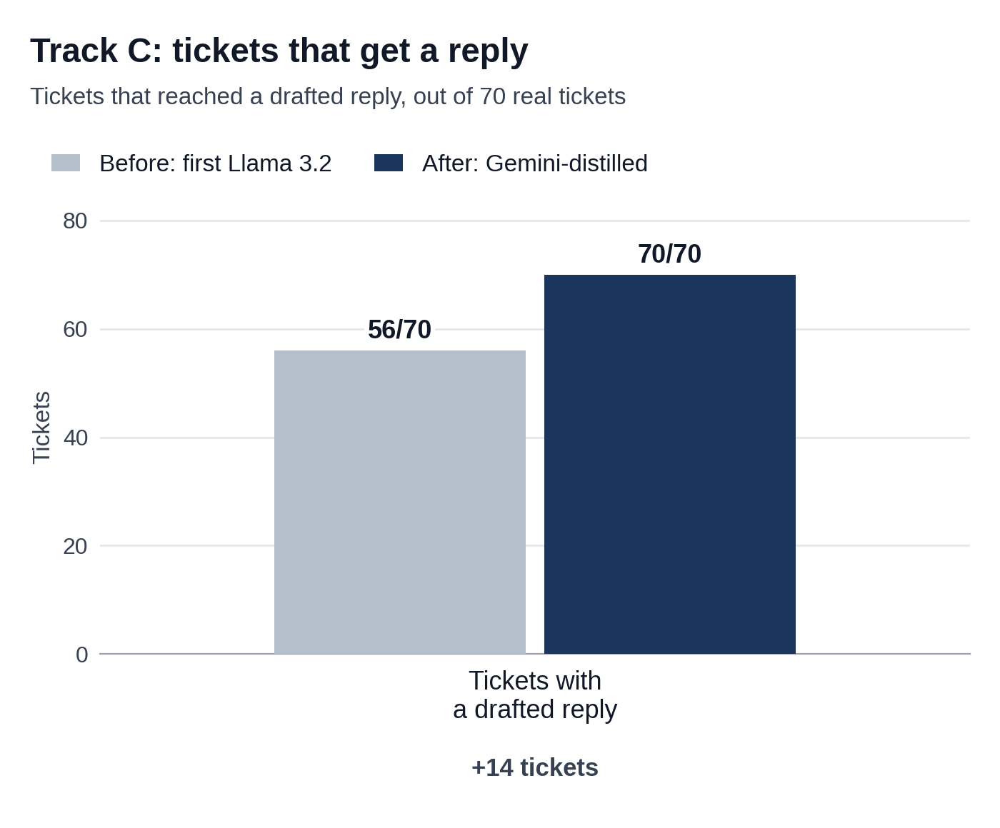 Track C: tickets that get a reply
Tickets that reached a drafted reply, out of 70 real tickets
Before: first Llama 3.2
After: Gemini-distilled
80
70/70
60
56/70
Tickets
40
20
0
Tickets with
a drafted reply
+14 tickets